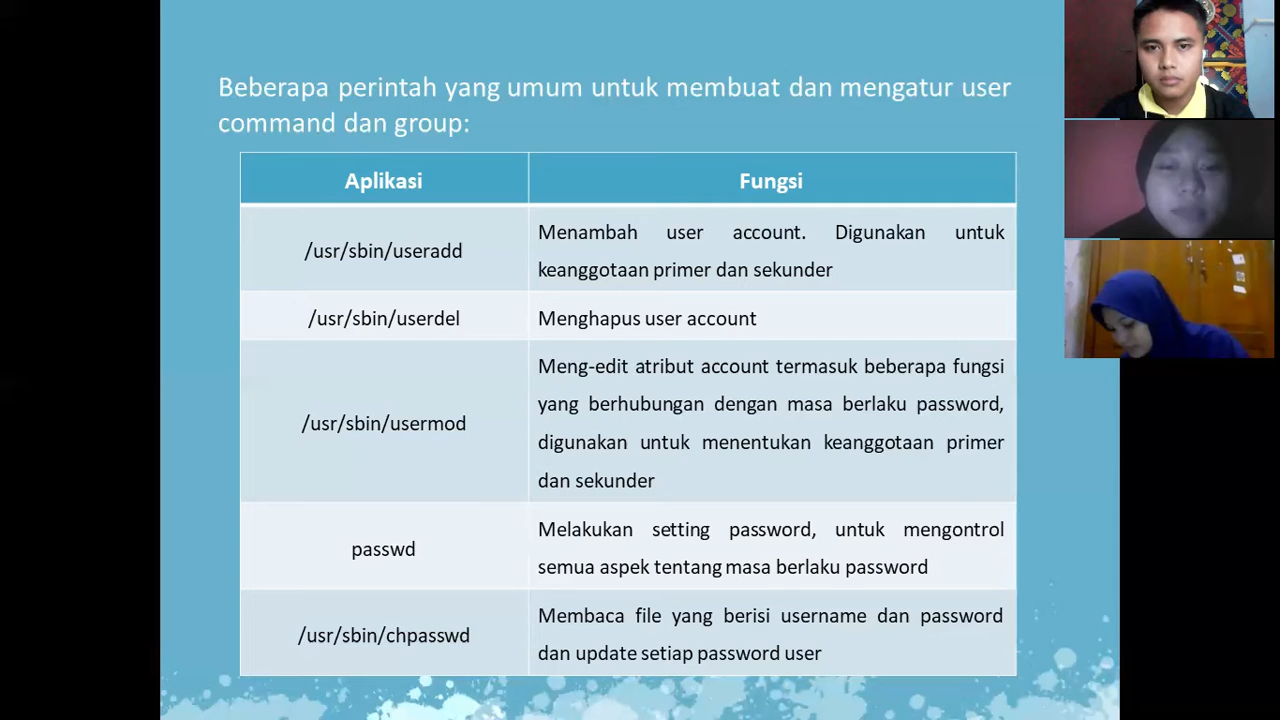 Beberapa perintah yang umum untuk membuat dan mengatur user
command dan group:
Aplikasi
Fungsi
/usr/sbin/useradd
Menambah user account. Digunakan untuk
keanggotaan primer dan sekunder
/usr/sbin/userdel
Menghapus user account
/usr/sbin/usermod
Meng-edit atribut account termasuk beberapa fungsi
yang berhubungan dengan masa berlaku password,
digunakan untuk menentukan keanggotaan primer
dan sekunder
passwd
Melakukan setting password, untuk mengontrol
semua aspek tentang masa berlaku password
/usr/sbin/chpasswd
Membaca file yang berisi username dan password
dan update setiap password user